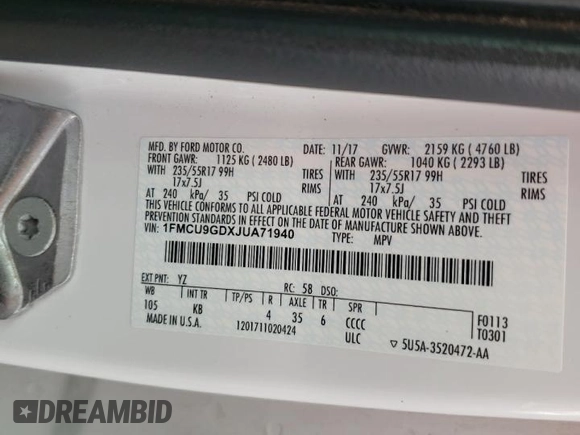 MFD. BY FORD MOTOR CO.
DATE: 11/17 GVWR: 2159 KG ( 4760 LB)
FRONT GAWR: 1125 KG ( 2480 LB)
REAR GAWR: 1040 KG ( 2293 LB)
235/55R17 99H TIRES
235/55R17 99H TIRES
17x7.5J RIMS
17x7.5J RIMS
AT 240 kPa/ 35 PSI COLD
AT 240 kPa/ 35 PSI COLD
THIS VEHICLE CONFORMS TO ALL APPLICABLE FEDERAL MOTOR VEHICLE SAFETY AND THEFT
PREVENTION STANDARDS IN EFFECT ON THE DATE OF MANUFACTURE SHOWN ABOVE.
VIN: 1FMCU9GDXJUA71940
TYPE: MPV
EXT PNT: YZ RC: 58 DSO:
WB INT TR TP/PS R AXLE TR SPR
105 KB 4 35 6 CCCC
F0113
T0301
MADE IN U.S.A. 1201711020424 ULC
5U5A-3520472-AA
DREAMBID